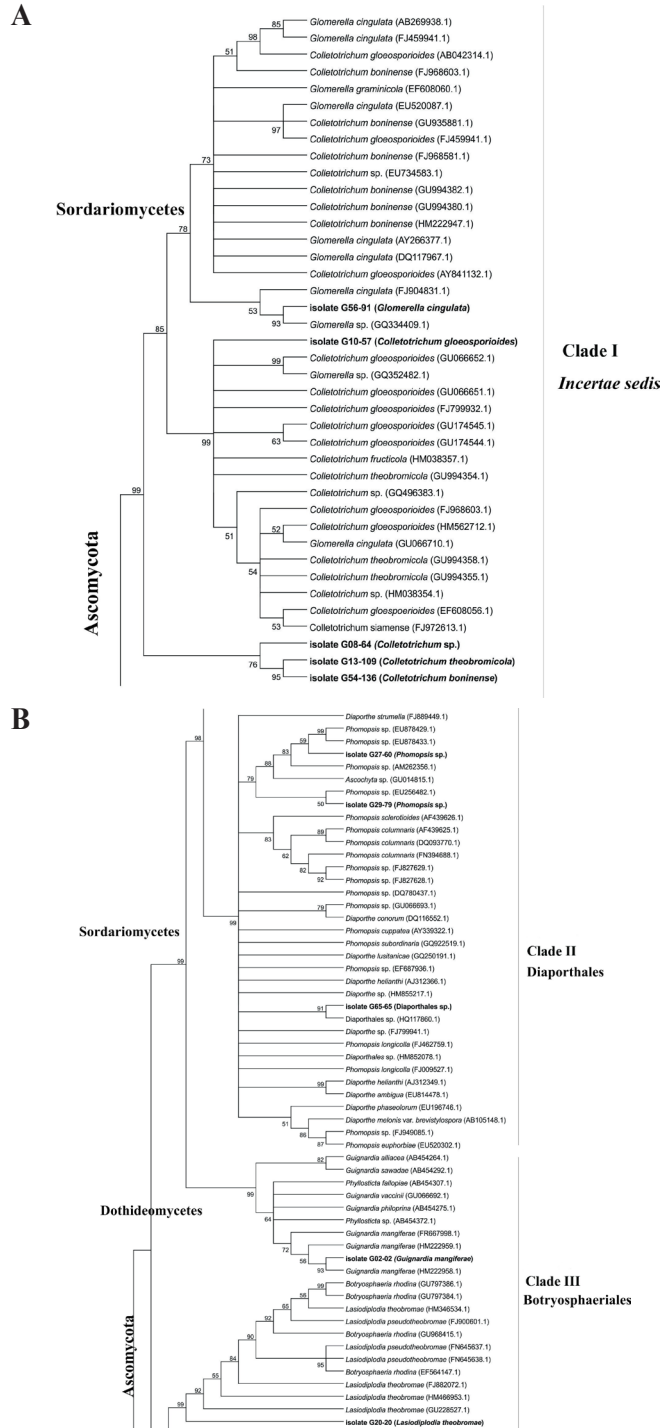 A
85
Glomerella cingulata (AB269938.1)
98
Glomerella cingulata (FJ459941.1)
51
Colletotrichum gloeosporioides (AB042314.1)
Colletotrichum boninense (FJ968603.1)
Glomerella graminicola (EF608060.1)
Glomerella cingulata (EU520087.1)
Colletotrichum boninense (GU935881.1)
97
Colletotrichum gloeosporioides (FJ459941.1)
73
Colletotrichum boninense (FJ968581.1)
Colletotrichum sp. (EU734583.1)
Colletotrichum boninense (GU994382.1)
Sordariomycetes
Colletotrichum boninense (GU994380.1)
78
Colletotrichum boninense (HM222947.1)
Glomerella cingulata (AY266377.1)
Glomerella cingulata (DQ117967.1)
Colletotrichum gloeosporioides (AY841132.1)
Glomerella cingulata (FJ904831.1)
53
isolate G56-91 (Glomerella cingulata)
93
Glomerella sp. (GQ334409.1)
85
isolate G10-57 (Colletotrichum gloeosporioides)
Clade I
99
Colletotrichum gloeosporioides (GU066652.1)
Glomerella sp. (GQ352482.1)
Incertae sedis
Colletotrichum gloeosporioides (GU066651.1)
Colletotrichum gloeosporioides (FJ799932.1)
Colletotrichum gloeosporioides (GU174545.1)
63
Colletotrichum gloeosporioides (GU174544.1)
99
Colletotrichum fructicola (HM038357.1)
Colletotrichum theobromicola (GU994354.1)
99
Colletotrichum sp. (GQ496383.1)
Colletotrichum gloeosporioides (FJ968603.1)
51
52
Colletotrichum gloeosporioides (HM562712.1)
Glomerella cingulata (GU066710.1)
54
Colletotrichum theobromicola (GU994358.1)
Colletotrichum theobromicola (GU994355.1)
Colletotrichum sp. (HM038354.1)
Colletotrichum gloespoerioides (EF608056.1)
53
Colletotrichum siamense (FJ972613.1)
Ascomycota
isolate G08-64 (Colletotrichum sp.)
76
isolate G13-109 (Colletotrichum theobromicola)
95
isolate G54-136 (Colletotrichum boninense)
B
Diaporthe strumella (FJ889449.1)
98
99
Phomopsis sp. (EU878429.1)
59
Phomopsis sp. (EU878433.1)
83
isolate G27-60 (Phomopsis sp.)
88
Phomopsis sp. (AM262356.1)
79
Ascochyta sp. (GU014815.1)
Phomopsis sp. (EU256482.1)
50
isolate G29-79 (Phomopsis sp.)
Phomopsis sclerotioides (AF439626.1)
83
89
Phomopsis columnaris (AF439625.1)
Phomopsis columnaris (DQ093770.1)
62
Phomopsis columnaris (FN394688.1)
82
Phomopsis sp. (FJ827629.1)
92
Phomopsis sp. (FJ827628.1)
Phomopsis sp. (DQ780437.1)
79
Phomopsis sp. (GU066693.1)
Diaporthe conorum (DQ116552.1)
99
Sordariomycetes
Phomopsis cuppatea (AY339322.1)
Phomopsis subordinaria (GQ922519.1)
Clade II
Diaporthe lusitanicae (GQ250191.1)
99
Phomopsis sp. (EF687936.1)
Diaporthales
Diaporthe helianthi (AJ312366.1)
Diaporthe sp. (HM855217.1)
91
isolate G65-65 (Diaporthales sp.)
Diaporthales sp. (HQ117860.1)
Diaporthe sp. (FJ799941.1)
Phomopsis longicolla (FJ462759.1)
Diaporthales sp. (HM852078.1)
Phomopsis longicolla (FJ009527.1)
99
Diaporthe helianthi (AJ312349.1)
Diaporthe ambigua (EU814478.1)
Diaporthe phaseolorum (EU196746.1)
51
Diaporthe melonis var. brevistylospora (AB105148.1)
86
Phomopsis sp. (FJ949085.1)
87
Phomopsis euphorbiae (EU520302.1)
82
Guignardia alliacea (AB454264.1)
Guignardia sawadae (AB454292.1)
99
Phyllosticta fallopiae (AB454307.1)
Dothideomycetes
Guignardia vaccinii (GU066692.1)
64
Guignardia philoprina (AB454275.1)
Phyllosticta sp. (AB454372.1)
Guignardia mangiferae (FR667998.1)
72
Guignardia mangiferae (HM222959.1)
58
isolate G02-02 (Guignardia mangiferae)
93
Guignardia mangiferae (HM222958.1)
Clade III
99
Botryosphaeria rhodina (GU797386.1)
Botryosphaeriales
56
Botryosphaeria rhodina (GU797384.1)
65
Lasiodiplodia theobromae (HM346534.1)
92
Lasiodiplodia pseudotheobromae (FJ900601.1)
90
Botryosphaeria rhodina (GU968415.1)
Lasiodiplodia pseudotheobromae (FN645637.1)
84
Lasiodiplodia pseudotheobromae (FN645638.1)
95
Botryosphaeria rhodina (EF564147.1)
55
Lasiodiplodia theobromae (FJ882072.1)
92
Lasiodiplodia theobromae (HM466953.1)
99
Lasiodiplodia theobromae (GU228527.1)
isolate G20-20 (Lasiodiplodia theobromae)
Ascomycota